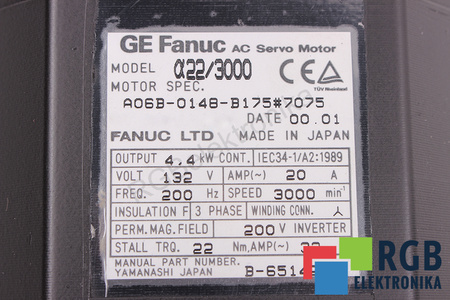 GE Fanuc AC Servo Motor
MODEL α22/3000
MOTOR SPEC.
TÜV Rheinland
A06B-0148-B175#7075
DATE 00.01
FANUC LTD MADE IN JAPAN
OUTPUT 4.4 kW CONT. IEC34-1/A2:1989
VOLT 132 V AMP(~) 20 A
FREQ. 200 Hz SPEED 3000 min⁻¹
INSULATION F 3 PHASE WINDING CONN.
PERM. MAG. FIELD 200 V INVERTER
STALL TRQ. 22 Nm, AMP(~)
MANUAL PART NUMBER.
YAMANASHI JAPAN B-6514
RGB
ELEKTRONIKA